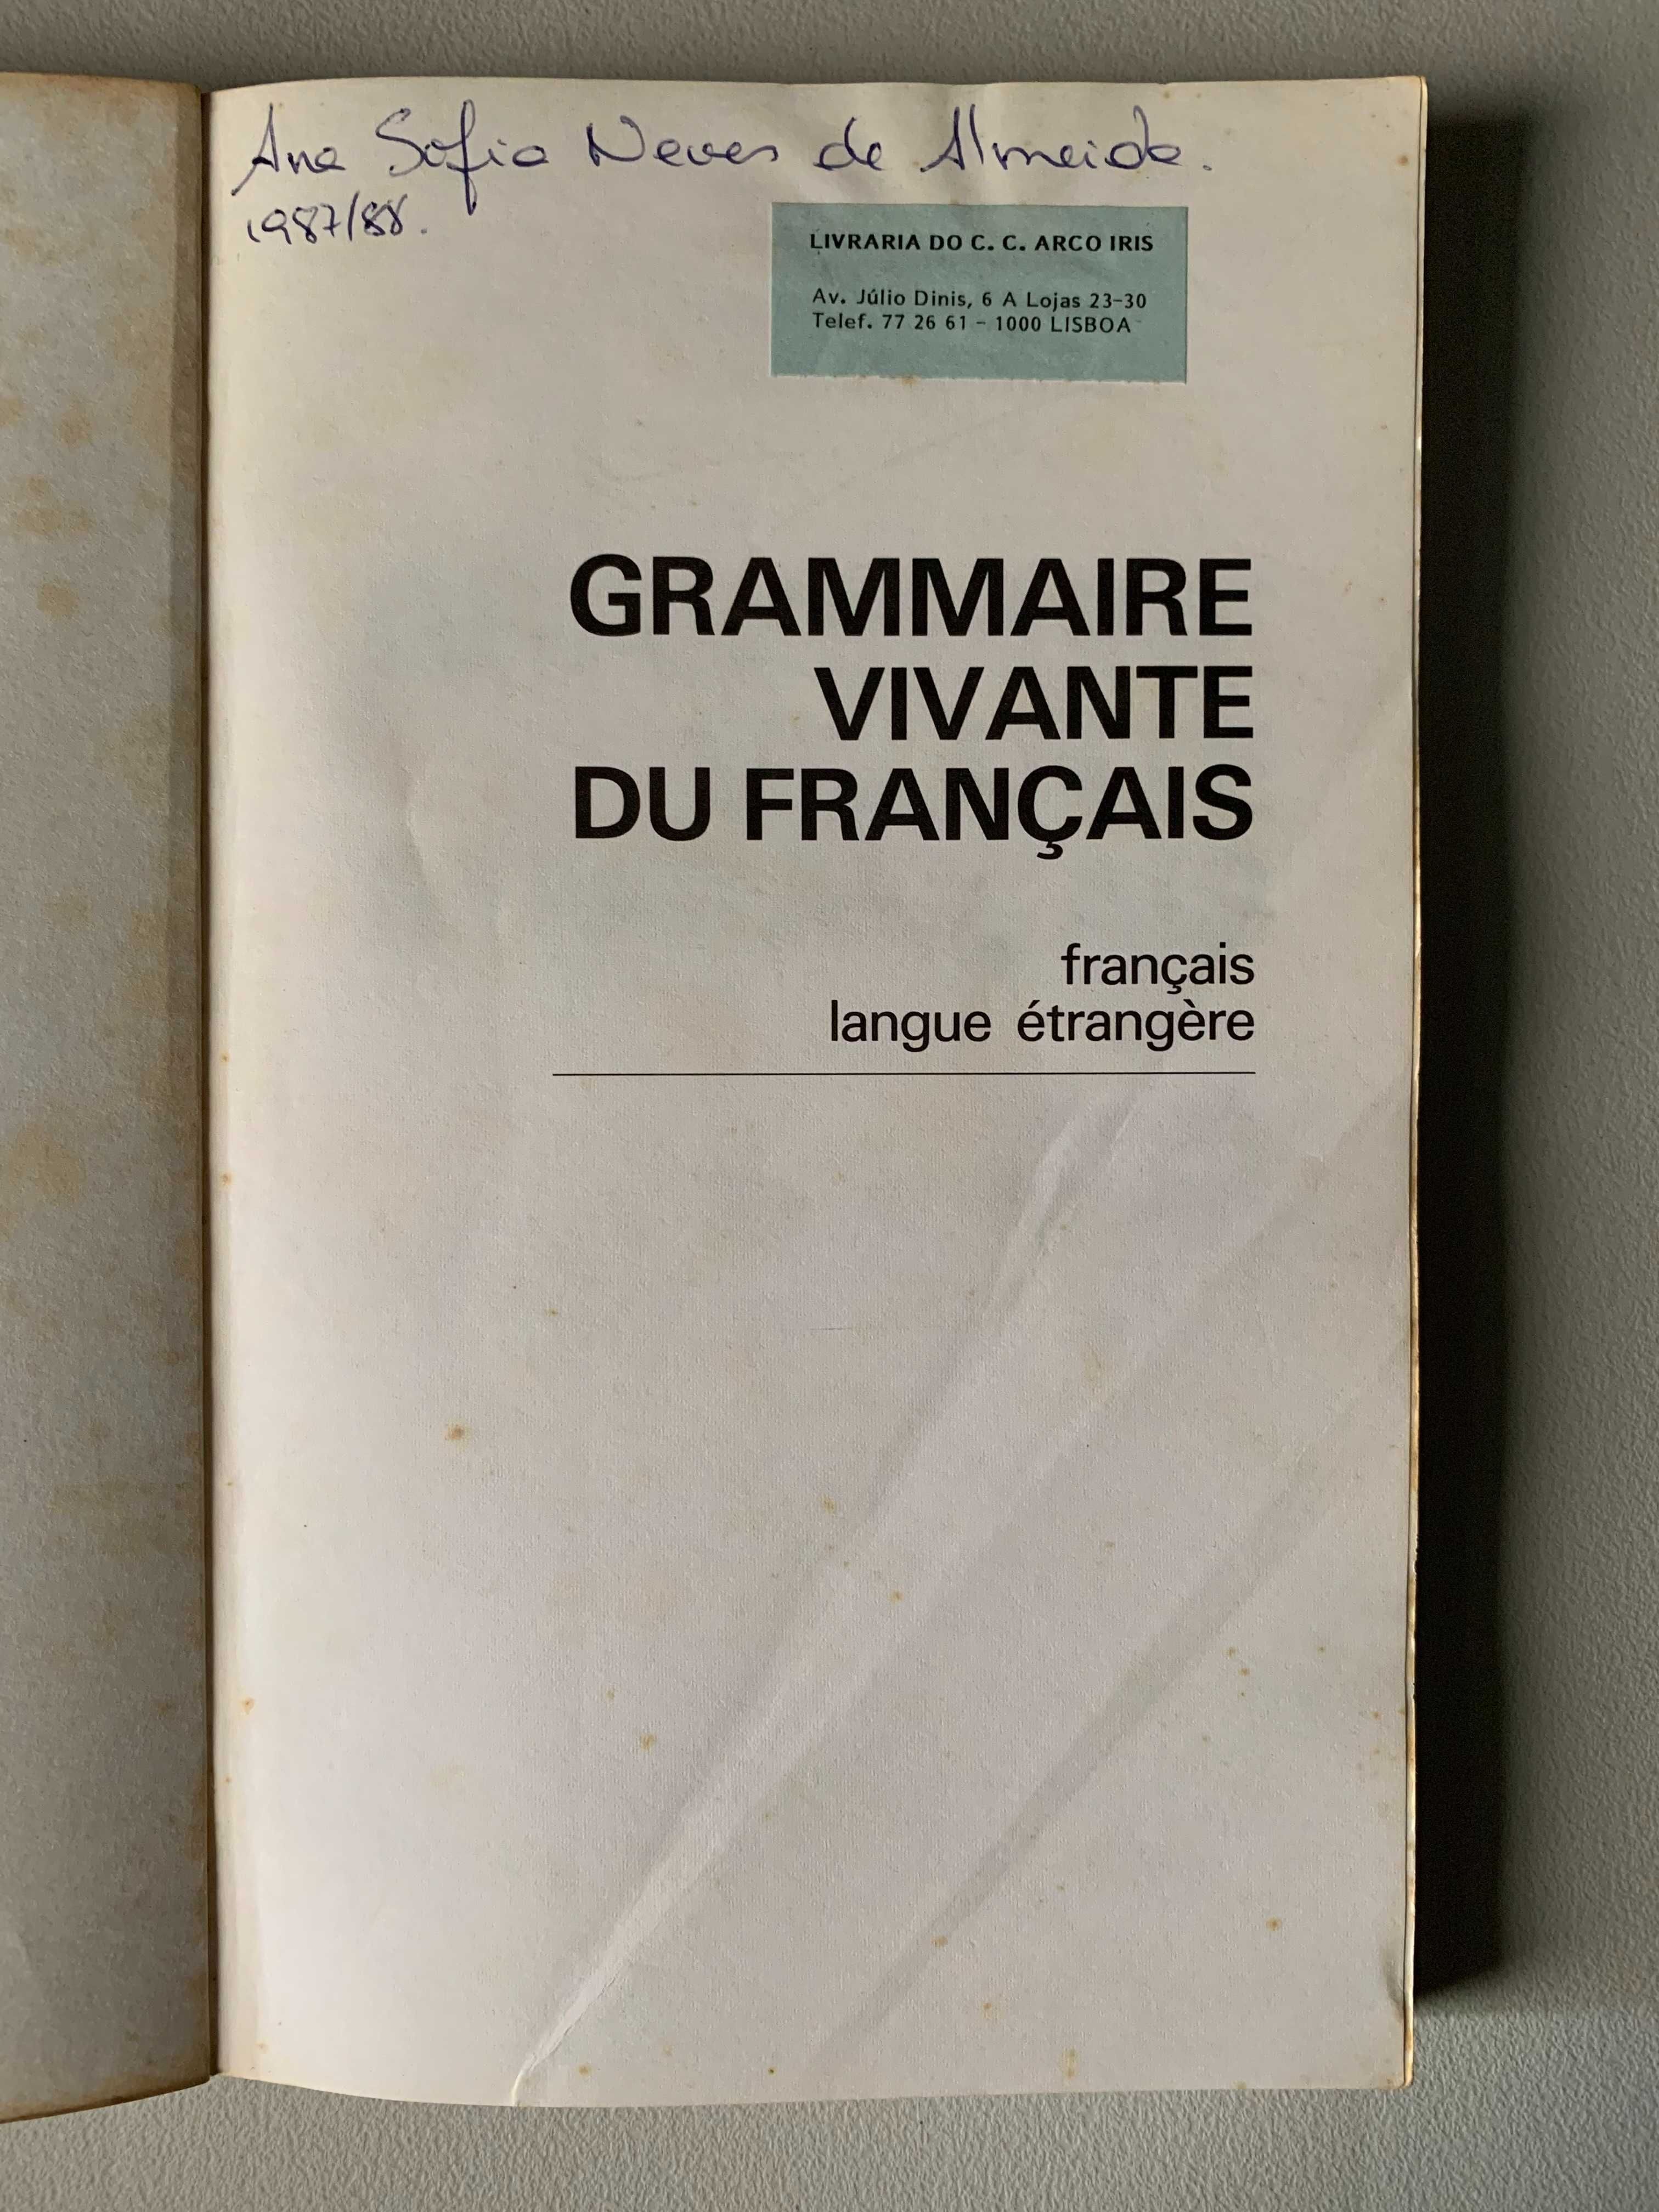 Ana Sofia Neves de Almeida.
1987/88.
LIVRARIA DO C. C. ARCO IRIS
Av. Júlio Dinis, 6 A Lojas 23-30
Telef. 77 26 61 - 1000 LISBOA
GRAMMAIRE
VIVANTE
DU FRANÇAIS
français
langue étrangère